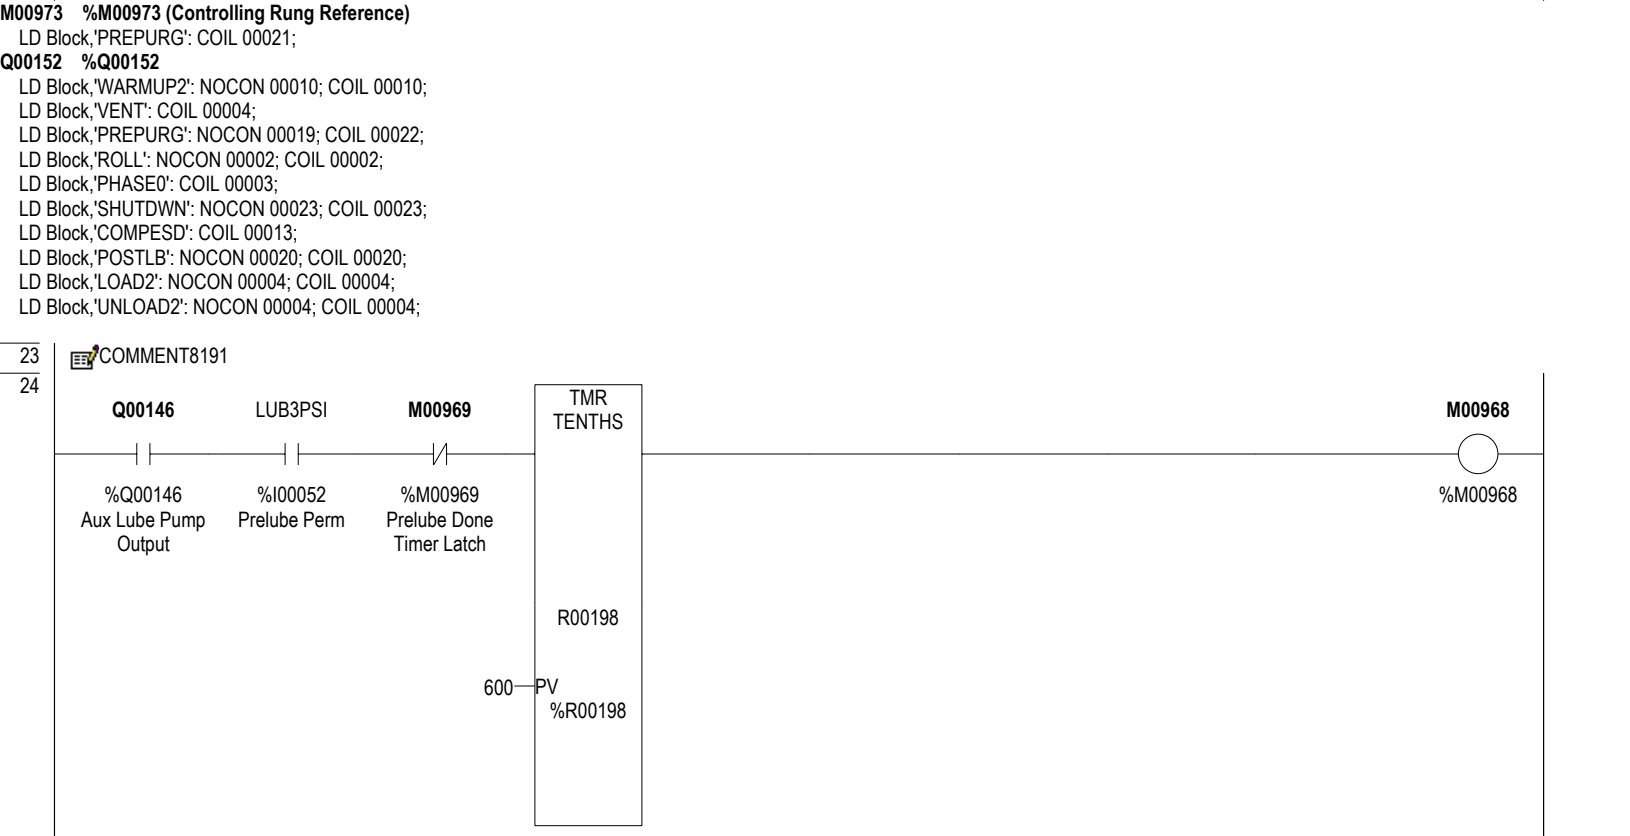 M00973 %M00973 (Controlling Rung Reference)
LD Block,'PREPURG': COIL 00021;
Q00152 %Q00152
LD Block,'WARMUP2': NOCON 00010; COIL 00010;
LD Block,'VENT': COIL 00004;
LD Block,'PREPURG': NOCON 00019; COIL 00022;
LD Block,'ROLL': NOCON 00002; COIL 00002;
LD Block,'PHASE0': COIL 00003;
LD Block,'SHUTDWN': NOCON 00023; COIL 00023;
LD Block,'COMPESD': COIL 00013;
LD Block,'POSTLB': NOCON 00020; COIL 00020;
LD Block,'LOAD2': NOCON 00004; COIL 00004;
LD Block,'UNLOAD2': NOCON 00004; COIL 00004;
23 COMMENT8191
24
TMR
TENTHS
Q00146 LUB3PSI M00969 M00968
%Q00146 %I00052 %M00969 %M00968
Aux Lube Pump Prelube Perm Prelube Done
Output Timer Latch
R00198
600 PV
%R00198